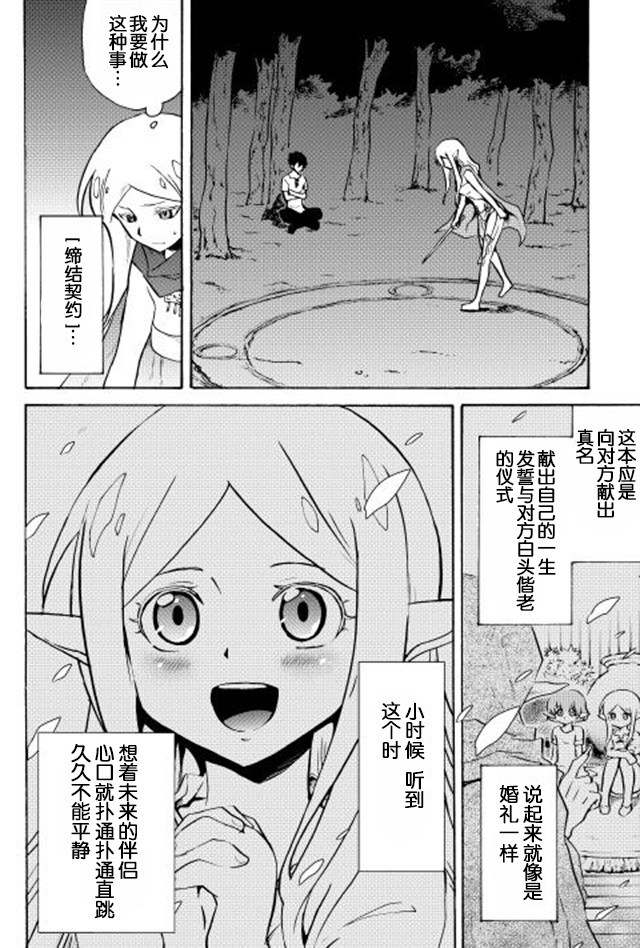 为什么
我要做
这种事…
[缔结契约]…
这本应是
向对方献出
真名
献出自己的一生
发誓与对方白头偕老
的仪式
说起来就像是
婚礼一样
小时候 听到
这个时
想着未来的伴侣
心口就扑通扑通直跳
久久不能平静